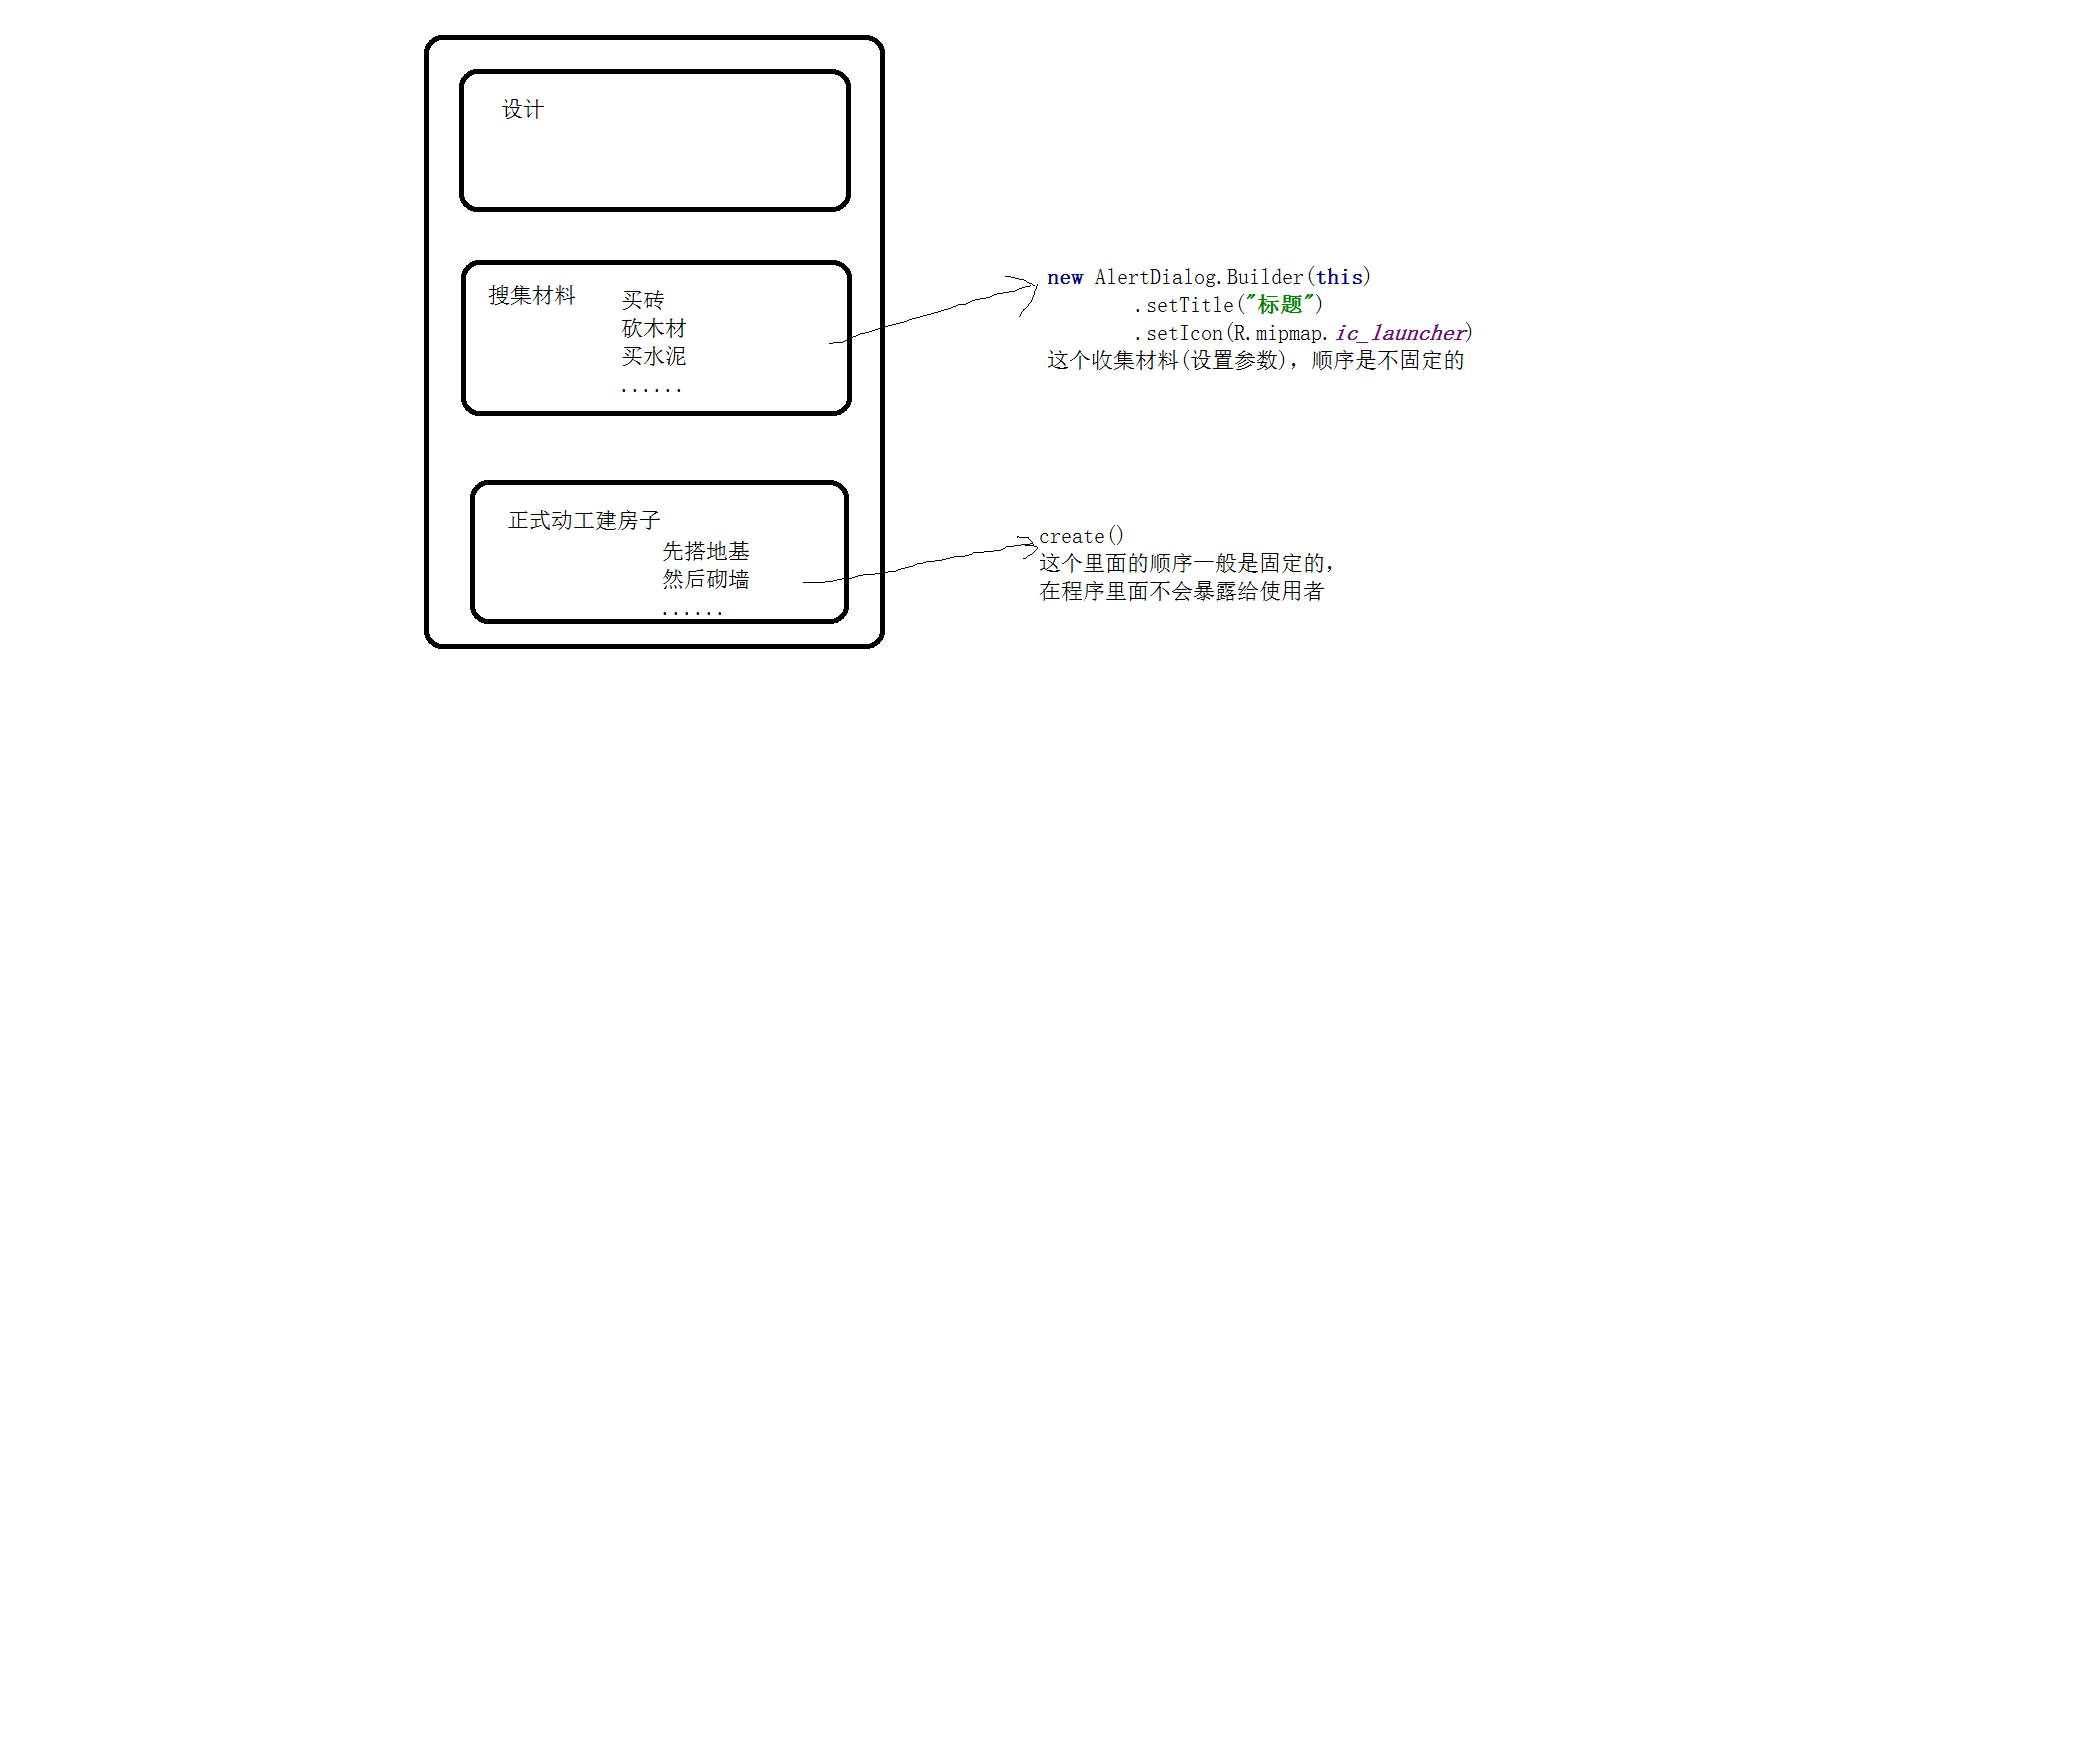 设计
搜集材料
买砖
砍木材
买水泥
......
new AlertDialog.Builder(this)
.setTitle("标题")
.setIcon(R.mipmap.ic_launcher)
这个收集材料(设置参数)，顺序是不固定的
正式动工建房子
先搭地基
然后砌墙
......
create()
这个里面的顺序一般是固定的，
在程序里面不会暴露给使用者